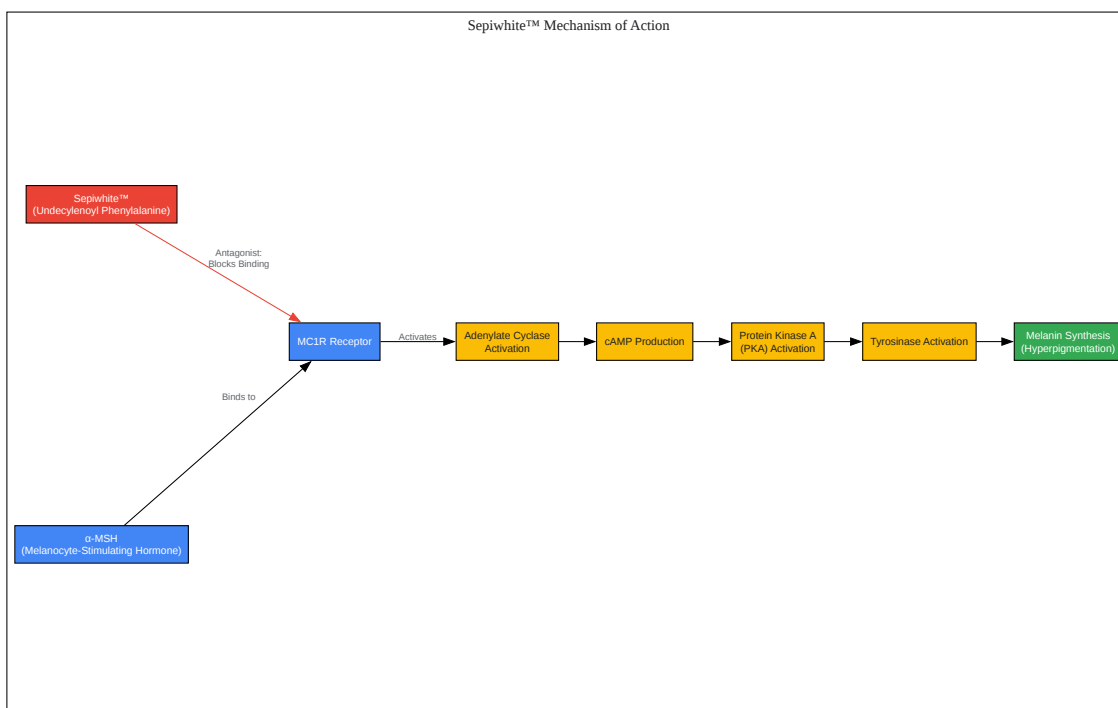 Sepiwhite™ Mechanism of Action
Sepiwhite™
(Undecylenoyl Phenylalanine)
Antagonist:
Blocks Binding
MC1R Receptor
Activates
Adenylate Cyclase
Activation
cAMP Production
Protein Kinase A
(PKA) Activation
Tyrosinase Activation
Melanin Synthesis
(Hyperpigmentation)
Binds to
α-MSH
(Melanocyte-Stimulating Hormone)